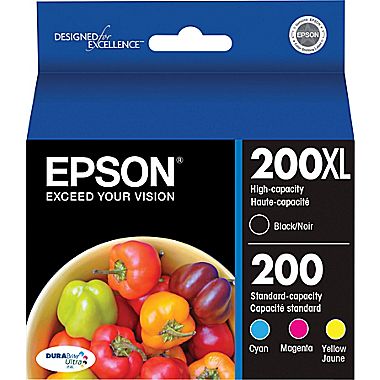 DESIGNED for
EXCELLENCE™
EPSON
EPSON®
EXCEED YOUR VISION
200XL
High-capacity
Haute-capacité
Black/Noir
200
Standard-capacity
Capacité standard
Cyan
Magenta
Yellow
Jaune
DURABrite
Ultra